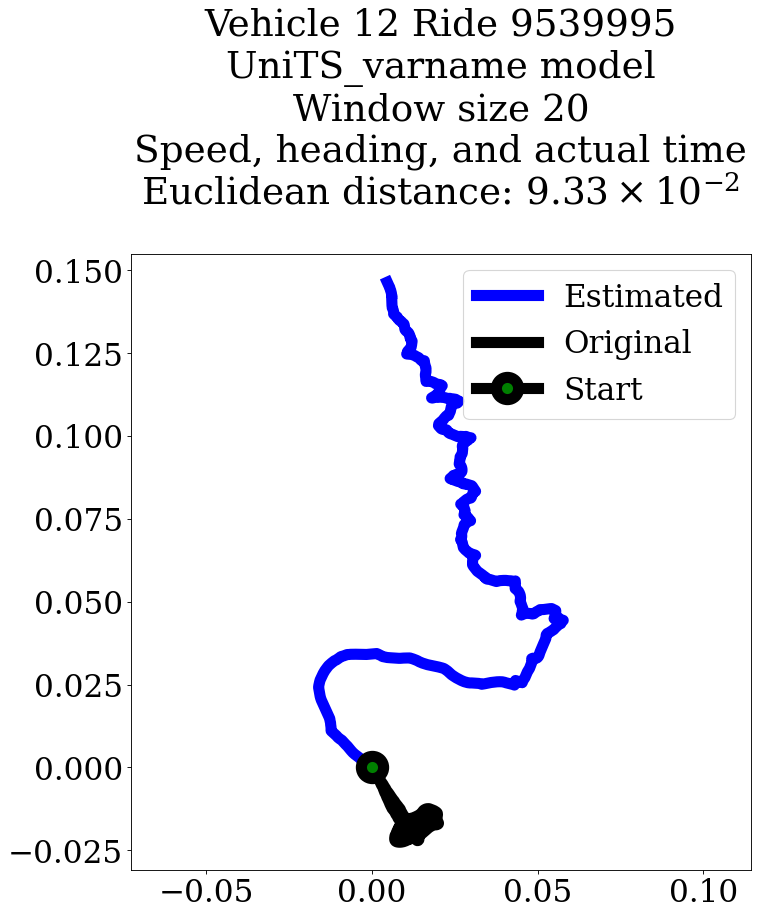 Vehicle 12 Ride 9539995
UniTS_varname model
Window size 20
Speed, heading, and actual time
Euclidean distance: 9.33 × 10⁻²
Estimated
Original
Start
0.150
0.125
0.100
0.075
0.050
0.025
0.000
−0.025
−0.05 0.00 0.05 0.10